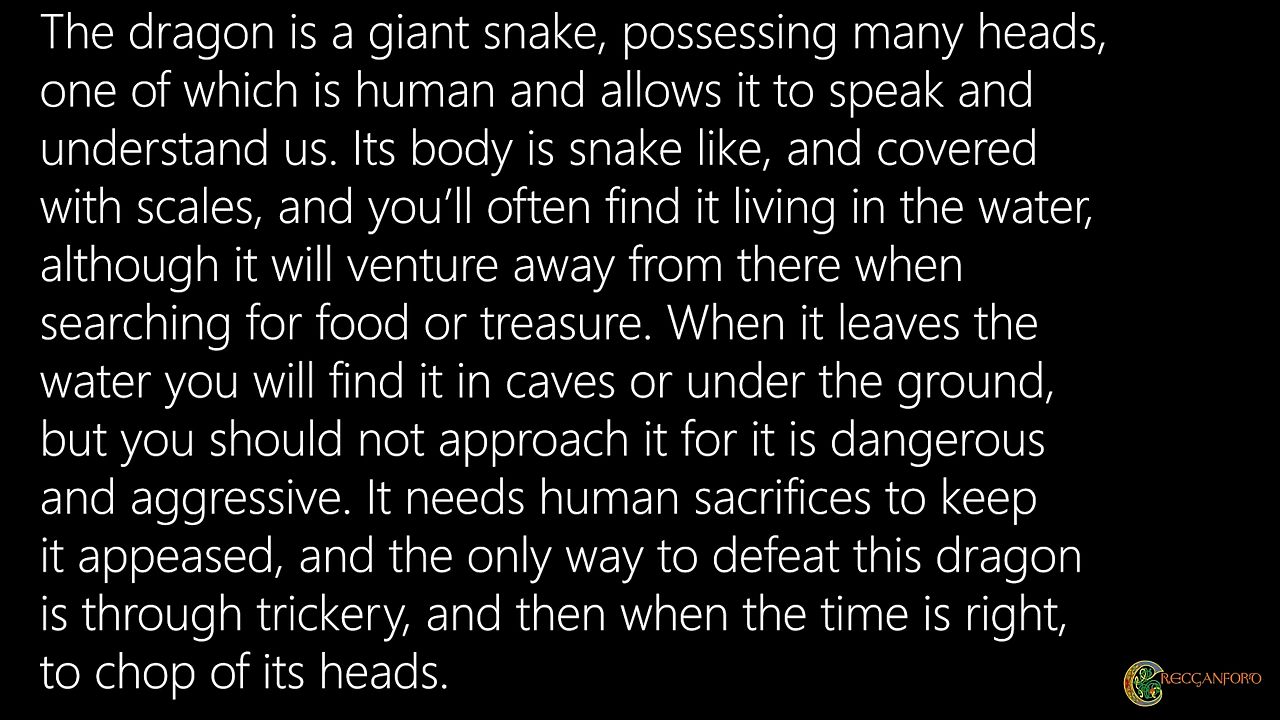 The dragon is a giant snake, possessing many heads,
one of which is human and allows it to speak and
understand us. Its body is snake like, and covered
with scales, and you’ll often find it living in the water,
although it will venture away from there when
searching for food or treasure. When it leaves the
water you will find it in caves or under the ground,
but you should not approach it for it is dangerous
and aggressive. It needs human sacrifices to keep
it appeased, and the only way to defeat this dragon
is through trickery, and then when the time is right,
to chop of its heads.
CRECGANFORD